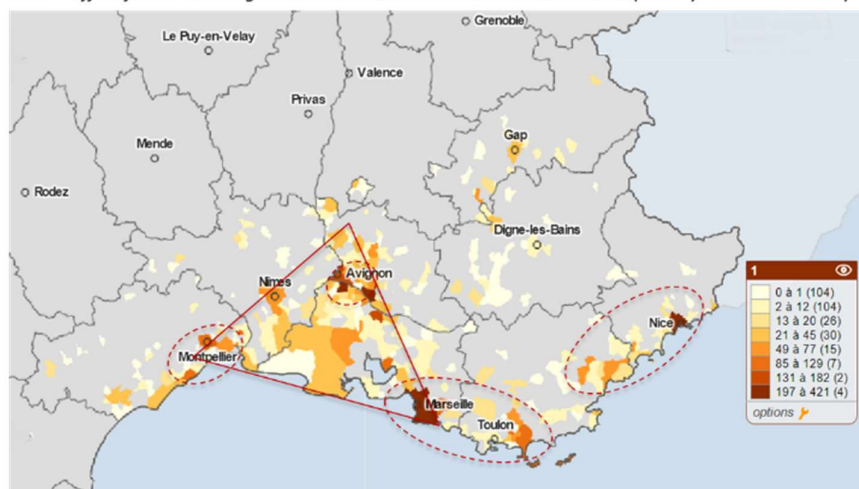 Grenoble
Le Puy-en-Velay
Valence
Privas
Mende
Gap
Rodez
Digne-les-Bains
Avignon
Nîmes
Nice
Montpellier
Marseille
Toulon
1
0 à 1 (104)
2 à 12 (104)
13 à 20 (26)
21 à 45 (30)
49 à 77 (15)
85 à 129 (7)
131 à 182 (2)
197 à 421 (4)
options